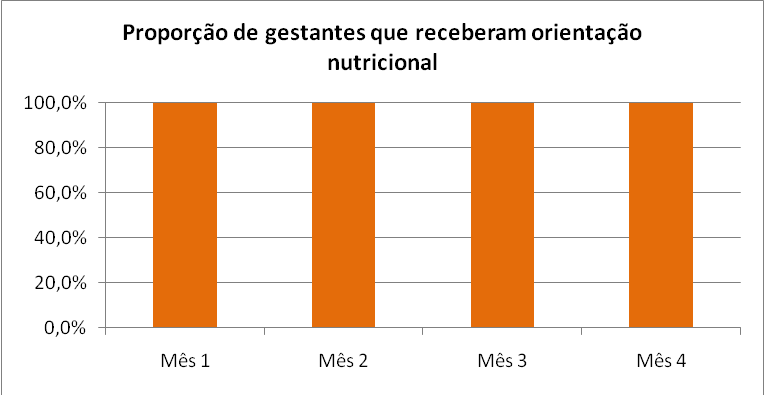 Proporção de gestantes que receberam orientação
nutricional
100,0%
80,0%
60,0%
40,0%
20,0%
0,0%
Mês 1 Mês 2 Mês 3 Mês 4